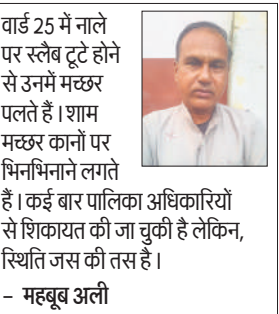 वार्ड 25 में नाले
पर स्लैब टूटे होने
से उनमें मच्छर
पलते हैं। शाम
मच्छर कानों पर
भिनभिनाने लगते
हैं। कई बार पालिका अधिकारियों
से शिकायत की जा चुकी है लेकिन,
स्थिति जस की तस है।
– महबूब अली